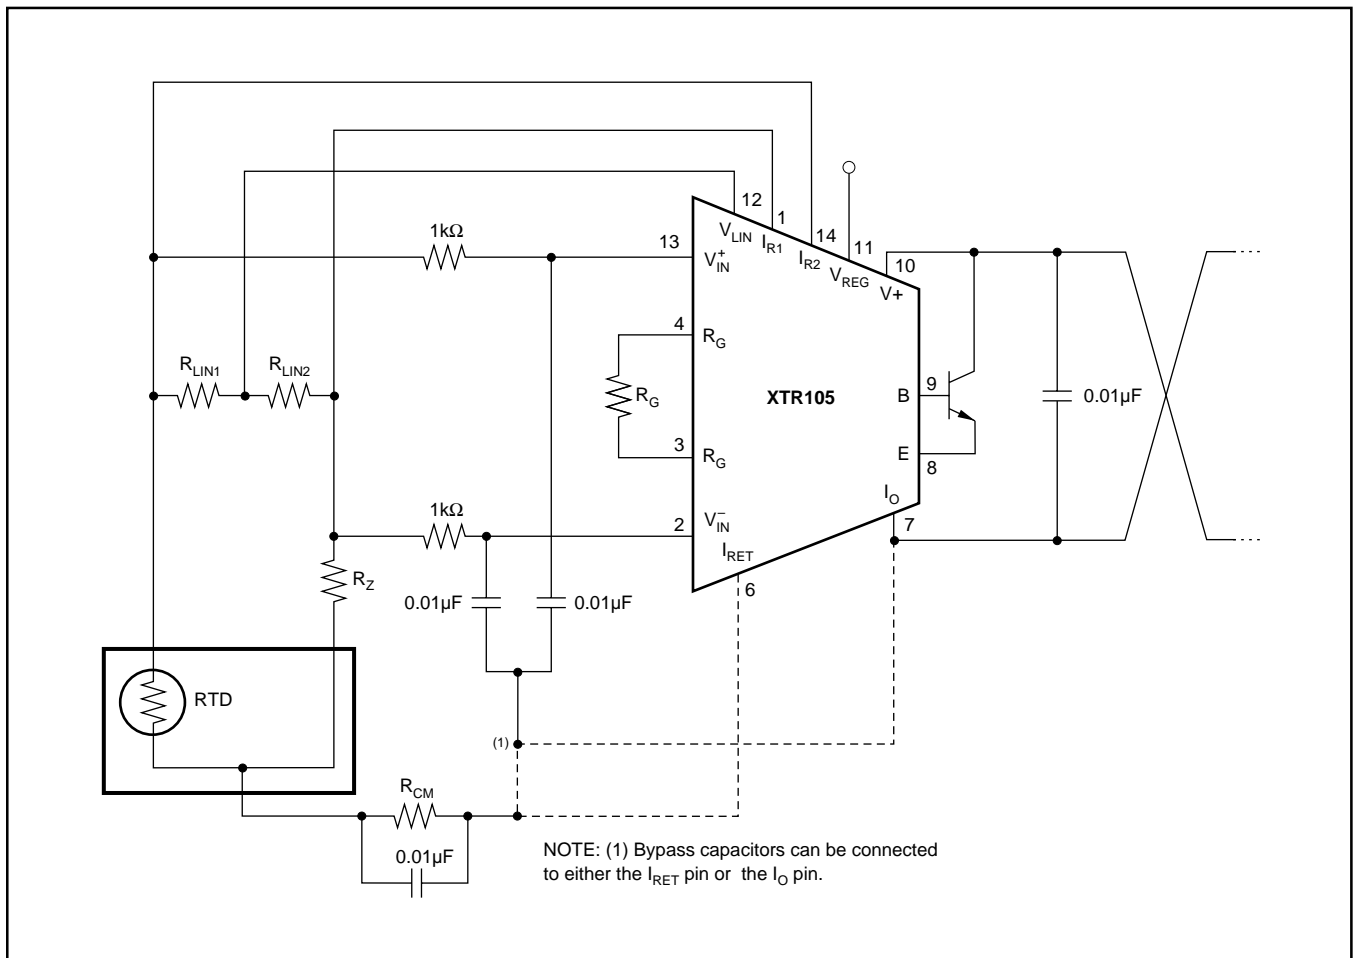 12
1
14
11
10
1kΩ
13
V_LIN
I_R1
I_R2
V_REG
V+
V_IN^+
4
R_G
R_LIN1
R_LIN2
R_G
XTR105
9
B
0.01µF
3
R_G
E
8
1kΩ
I_O
2
V_IN^−
7
I_RET
R_Z
6
0.01µF
0.01µF
RTD
(1)
R_CM
0.01µF
NOTE: (1) Bypass capacitors can be connected
to either the I_RET pin or the I_O pin.